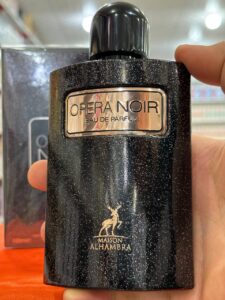 OPERA NOIR
EAU DE PARFUM
MAISON
ALHAMBRA